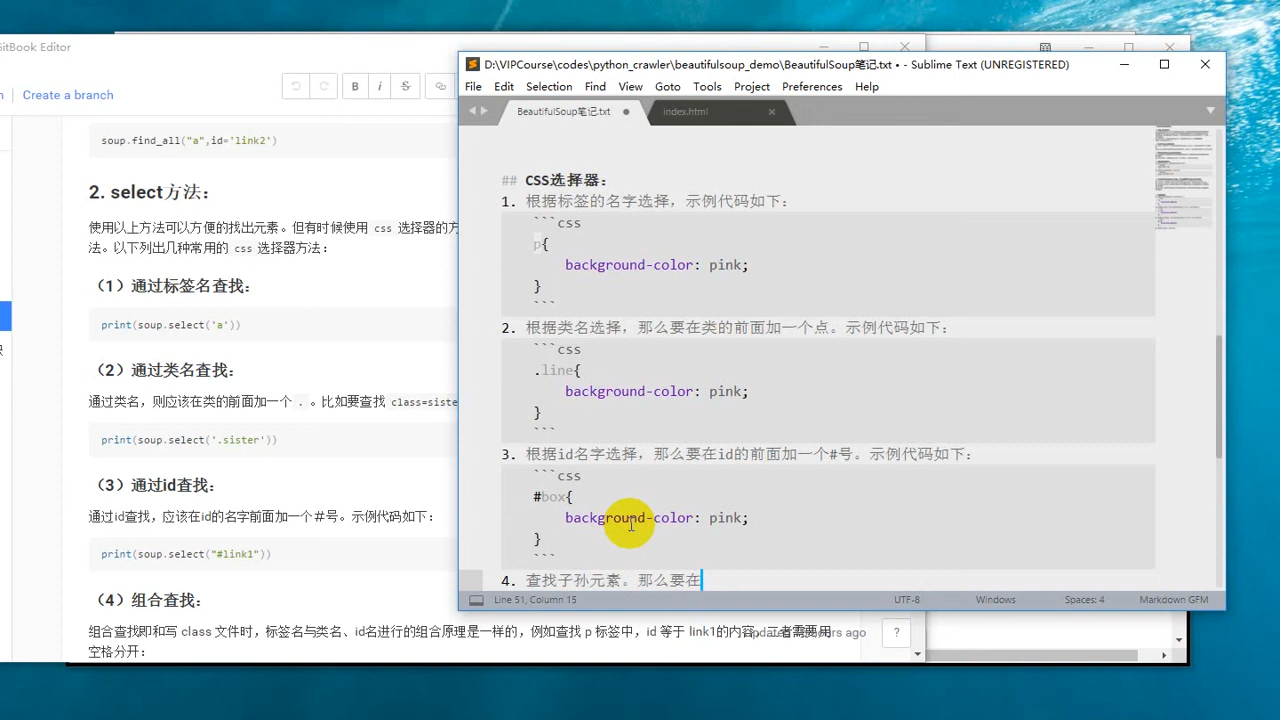 GitBook Editor
Create a branch
B
i
S
soup.find_all("a",id='link2')
2. select方法：
使用以上方法可以方便的找出元素。但有时候使用 css 选择器的方
法。以下列出几种常用的 css 选择器方法：
（1）通过标签名查找：
print(soup.select('a'))
（2）通过类名查找：
通过类名，则应该在类的前面加一个 . 。比如要查找 class=siste
print(soup.select('.sister'))
（3）通过id查找：
通过id查找，应该在id的名字前面加一个＃号。示例代码如下：
print(soup.select("#link1"))
（4）组合查找：
组合查找即和写 class 文件时，标签名与类名、id名进行的组合原理是一样的，例如查找 p 标签中，id 等于 link1的内容，二者需要用
空格分开：
ago
?
D:\VIPCourse\codes\python_crawler\beautifulsoup_demo\BeautifulSoup笔记.txt • - Sublime Text (UNREGISTERED)
File Edit Selection Find View Goto Tools Project Preferences Help
BeautifulSoup笔记.txt
index.html
## CSS选择器：
1. 根据标签的名字选择，示例代码如下：
```css
p{
background-color: pink;
}
```
2. 根据类名选择，那么要在类的前面加一个点。示例代码如下：
```css
.line{
background-color: pink;
}
```
3. 根据id名字选择，那么要在id的前面加一个#号。示例代码如下：
```css
#box{
background-color: pink;
}
```
4. 查找子孙元素。那么要在
Line 51, Column 15
UTF-8
Windows
Spaces: 4
Markdown GFM